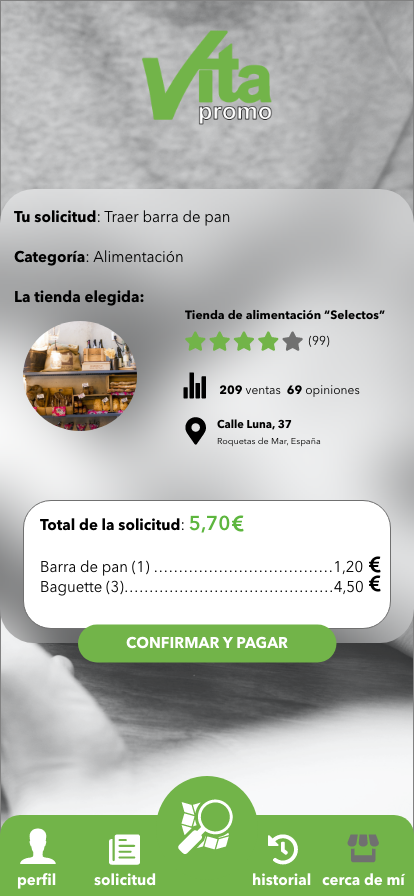 Vita
promo
Tu solicitud: Traer barra de pan
Categoría: Alimentación
La tienda elegida:
Tienda de alimentación “Selectos”
(99)
209 ventas 69 opiniones
Calle Luna, 37
Roquetas de Mar, España
Total de la solicitud: 5,70€
Barra de pan (1) ....................................1,20 €
Baguette (3)..........................................4,50 €
CONFIRMAR Y PAGAR
perfil solicitud historial cerca de mí